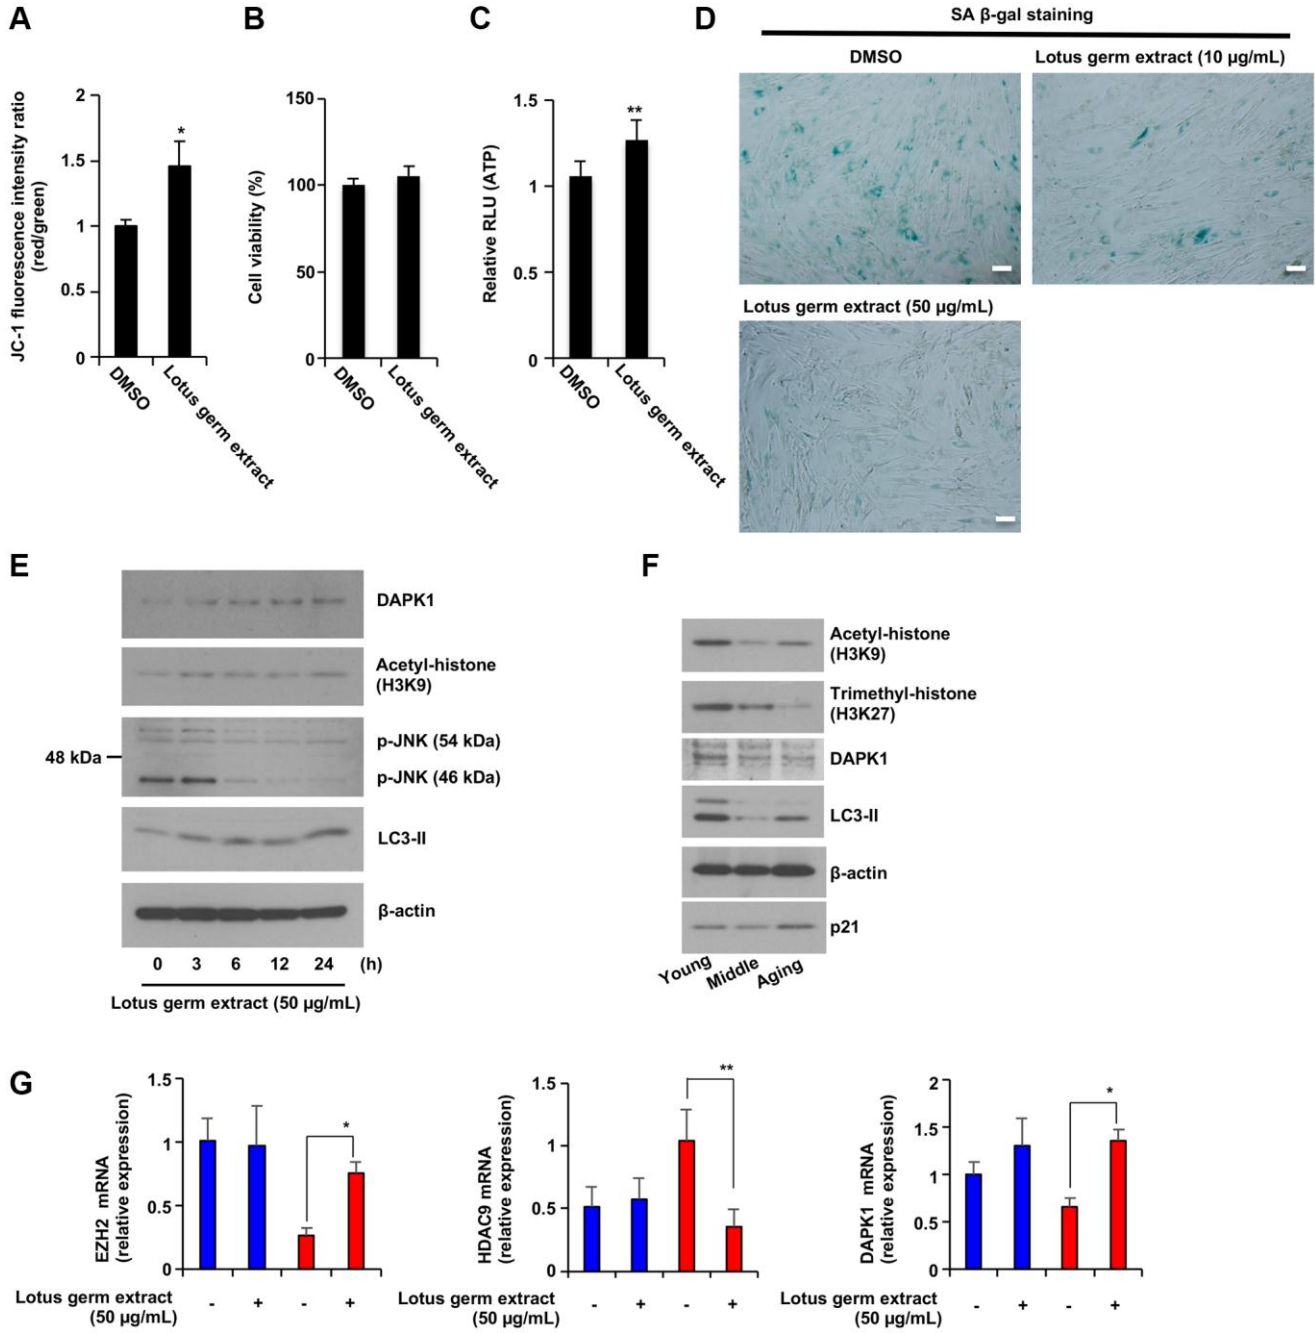 A
JC-1 fluorescence intensity ratio
(red/green)
2
1.5
1
0.5
0
*
DMSO
Lotus germ extract
B
Cell viability (%)
150
100
50
0
DMSO
Lotus germ extract
C
Relative RLU (ATP)
1.5
1
0.5
0
**
DMSO
Lotus germ extract
D
SA β-gal staining
DMSO
Lotus germ extract (10 µg/mL)
Lotus germ extract (50 µg/mL)
E
DAPK1
Acetyl-histone
(H3K9)
48 kDa
p-JNK (54 kDa)
p-JNK (46 kDa)
LC3-II
β-actin
0 3 6 12 24 (h)
Lotus germ extract (50 µg/mL)
F
Acetyl-histone
(H3K9)
Trimethyl-histone
(H3K27)
DAPK1
LC3-II
β-actin
p21
Young Middle Aging
G
EZH2 mRNA
(relative expression)
1.5
1
0.5
0
*
Lotus germ extract
(50 µg/mL)
- + - +
HDAC9 mRNA
(relative expression)
1.5
1
0.5
0
**
Lotus germ extract
(50 µg/mL)
- + - +
DAPK1 mRNA
(relative expression)
2
1.5
1
0.5
0
*
Lotus germ extract
(50 µg/mL)
- + - +